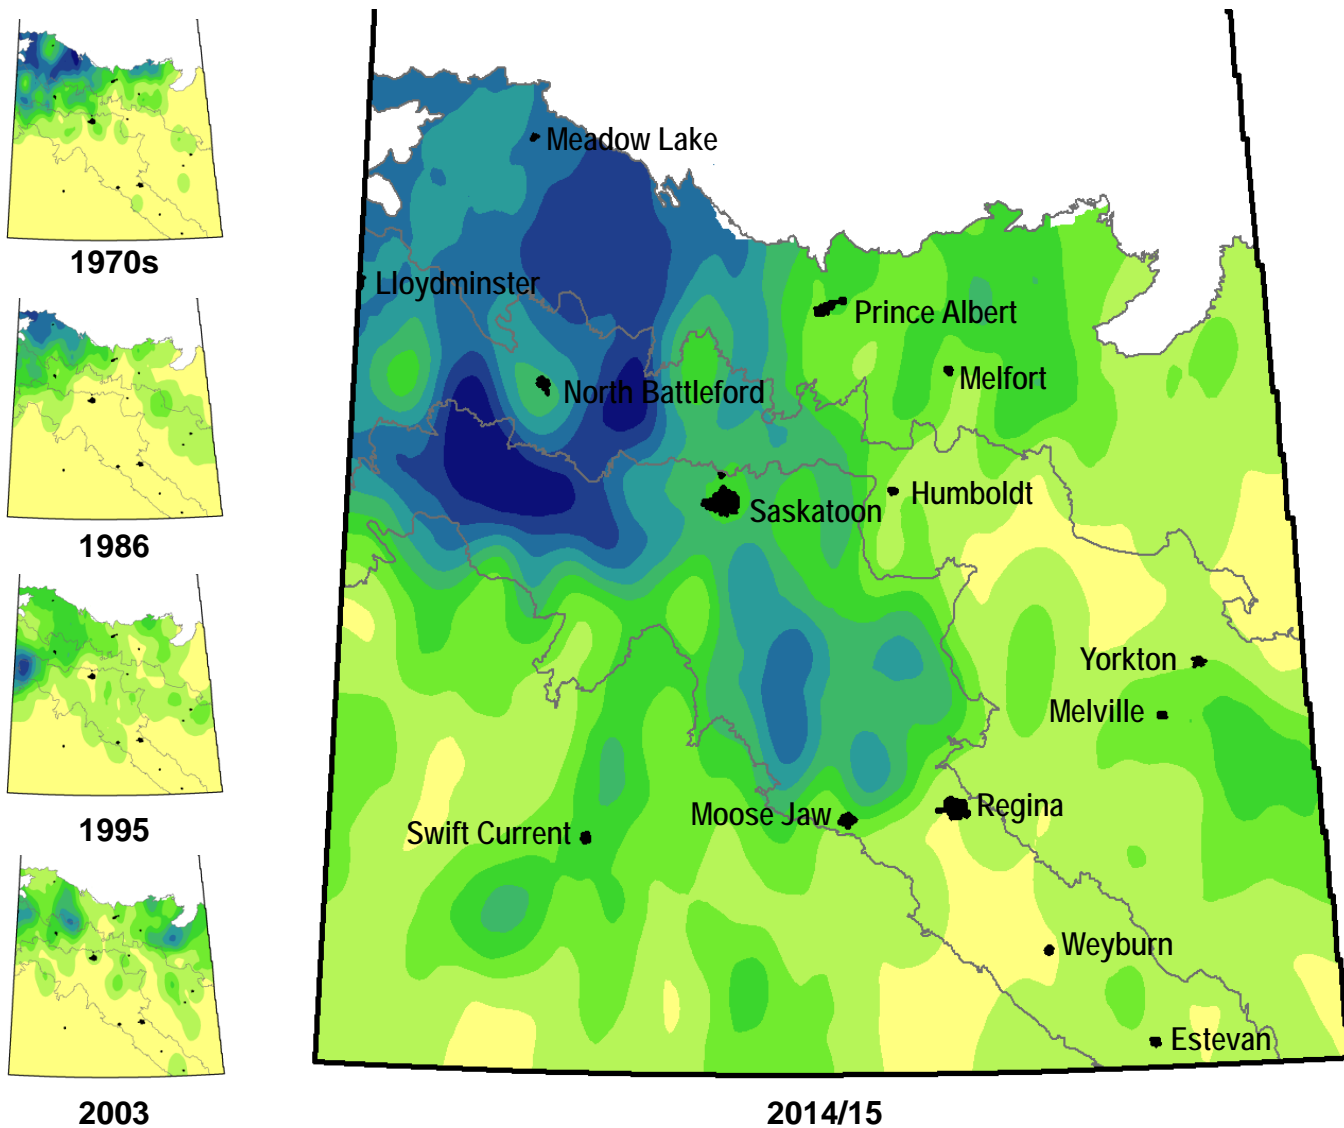 1970s
1986
1995
2003
Meadow Lake
Lloydminster
Prince Albert
North Battleford
Melfort
Humboldt
Saskatoon
Yorkton
Melville
Moose Jaw
Regina
Swift Current
Weyburn
Estevan
2014/15